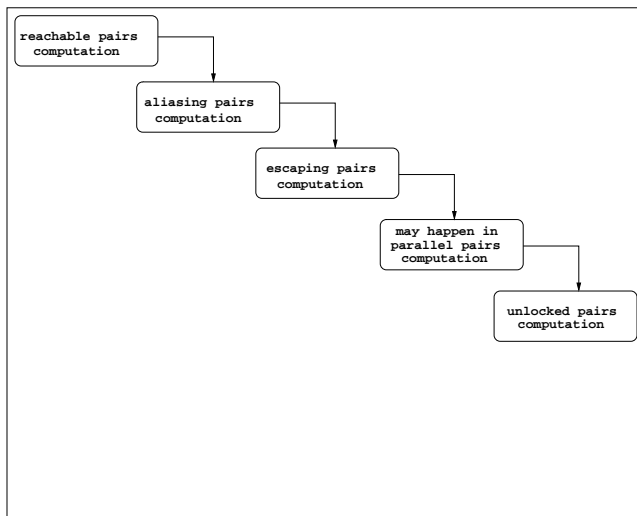 reachable pairs
computation
aliasing pairs
computation
escaping pairs
computation
may happen in
parallel pairs
computation
unlocked pairs
computation